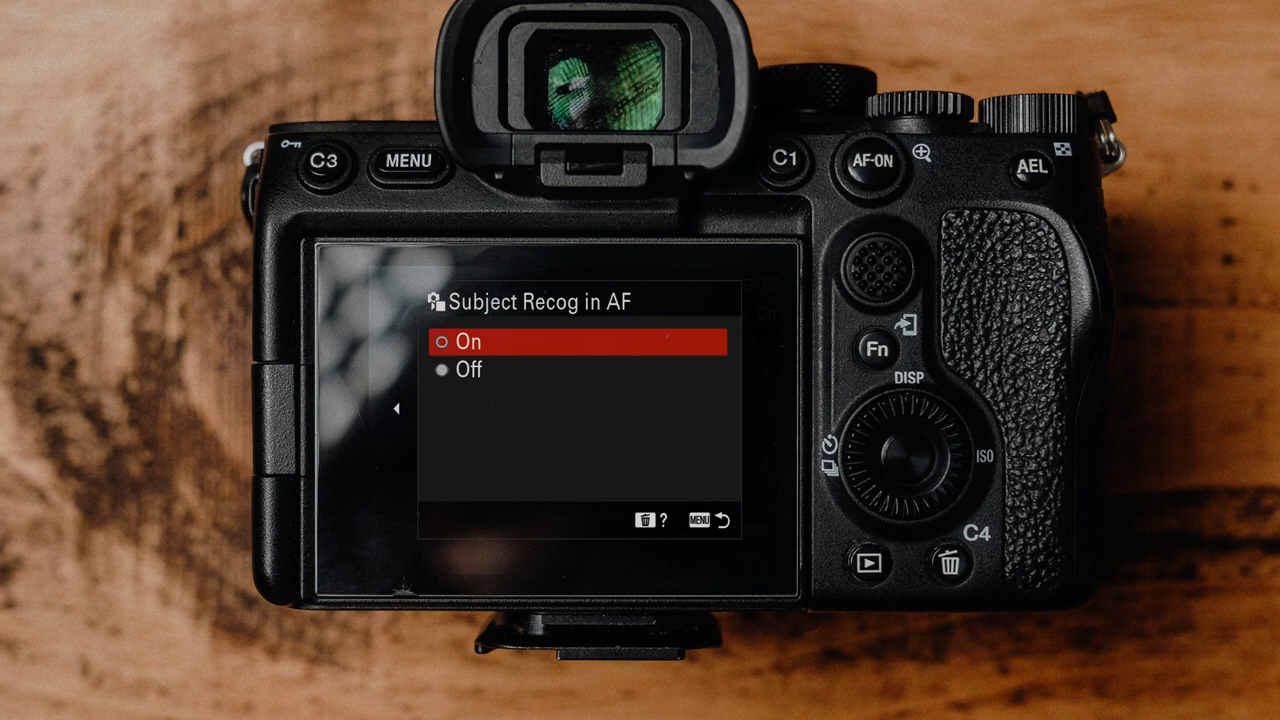 C3
MENU
C1
AF-ON
AEL
Subject Recog in AF
On
Off
?
MENU
Fn
DISP
ISO
C4